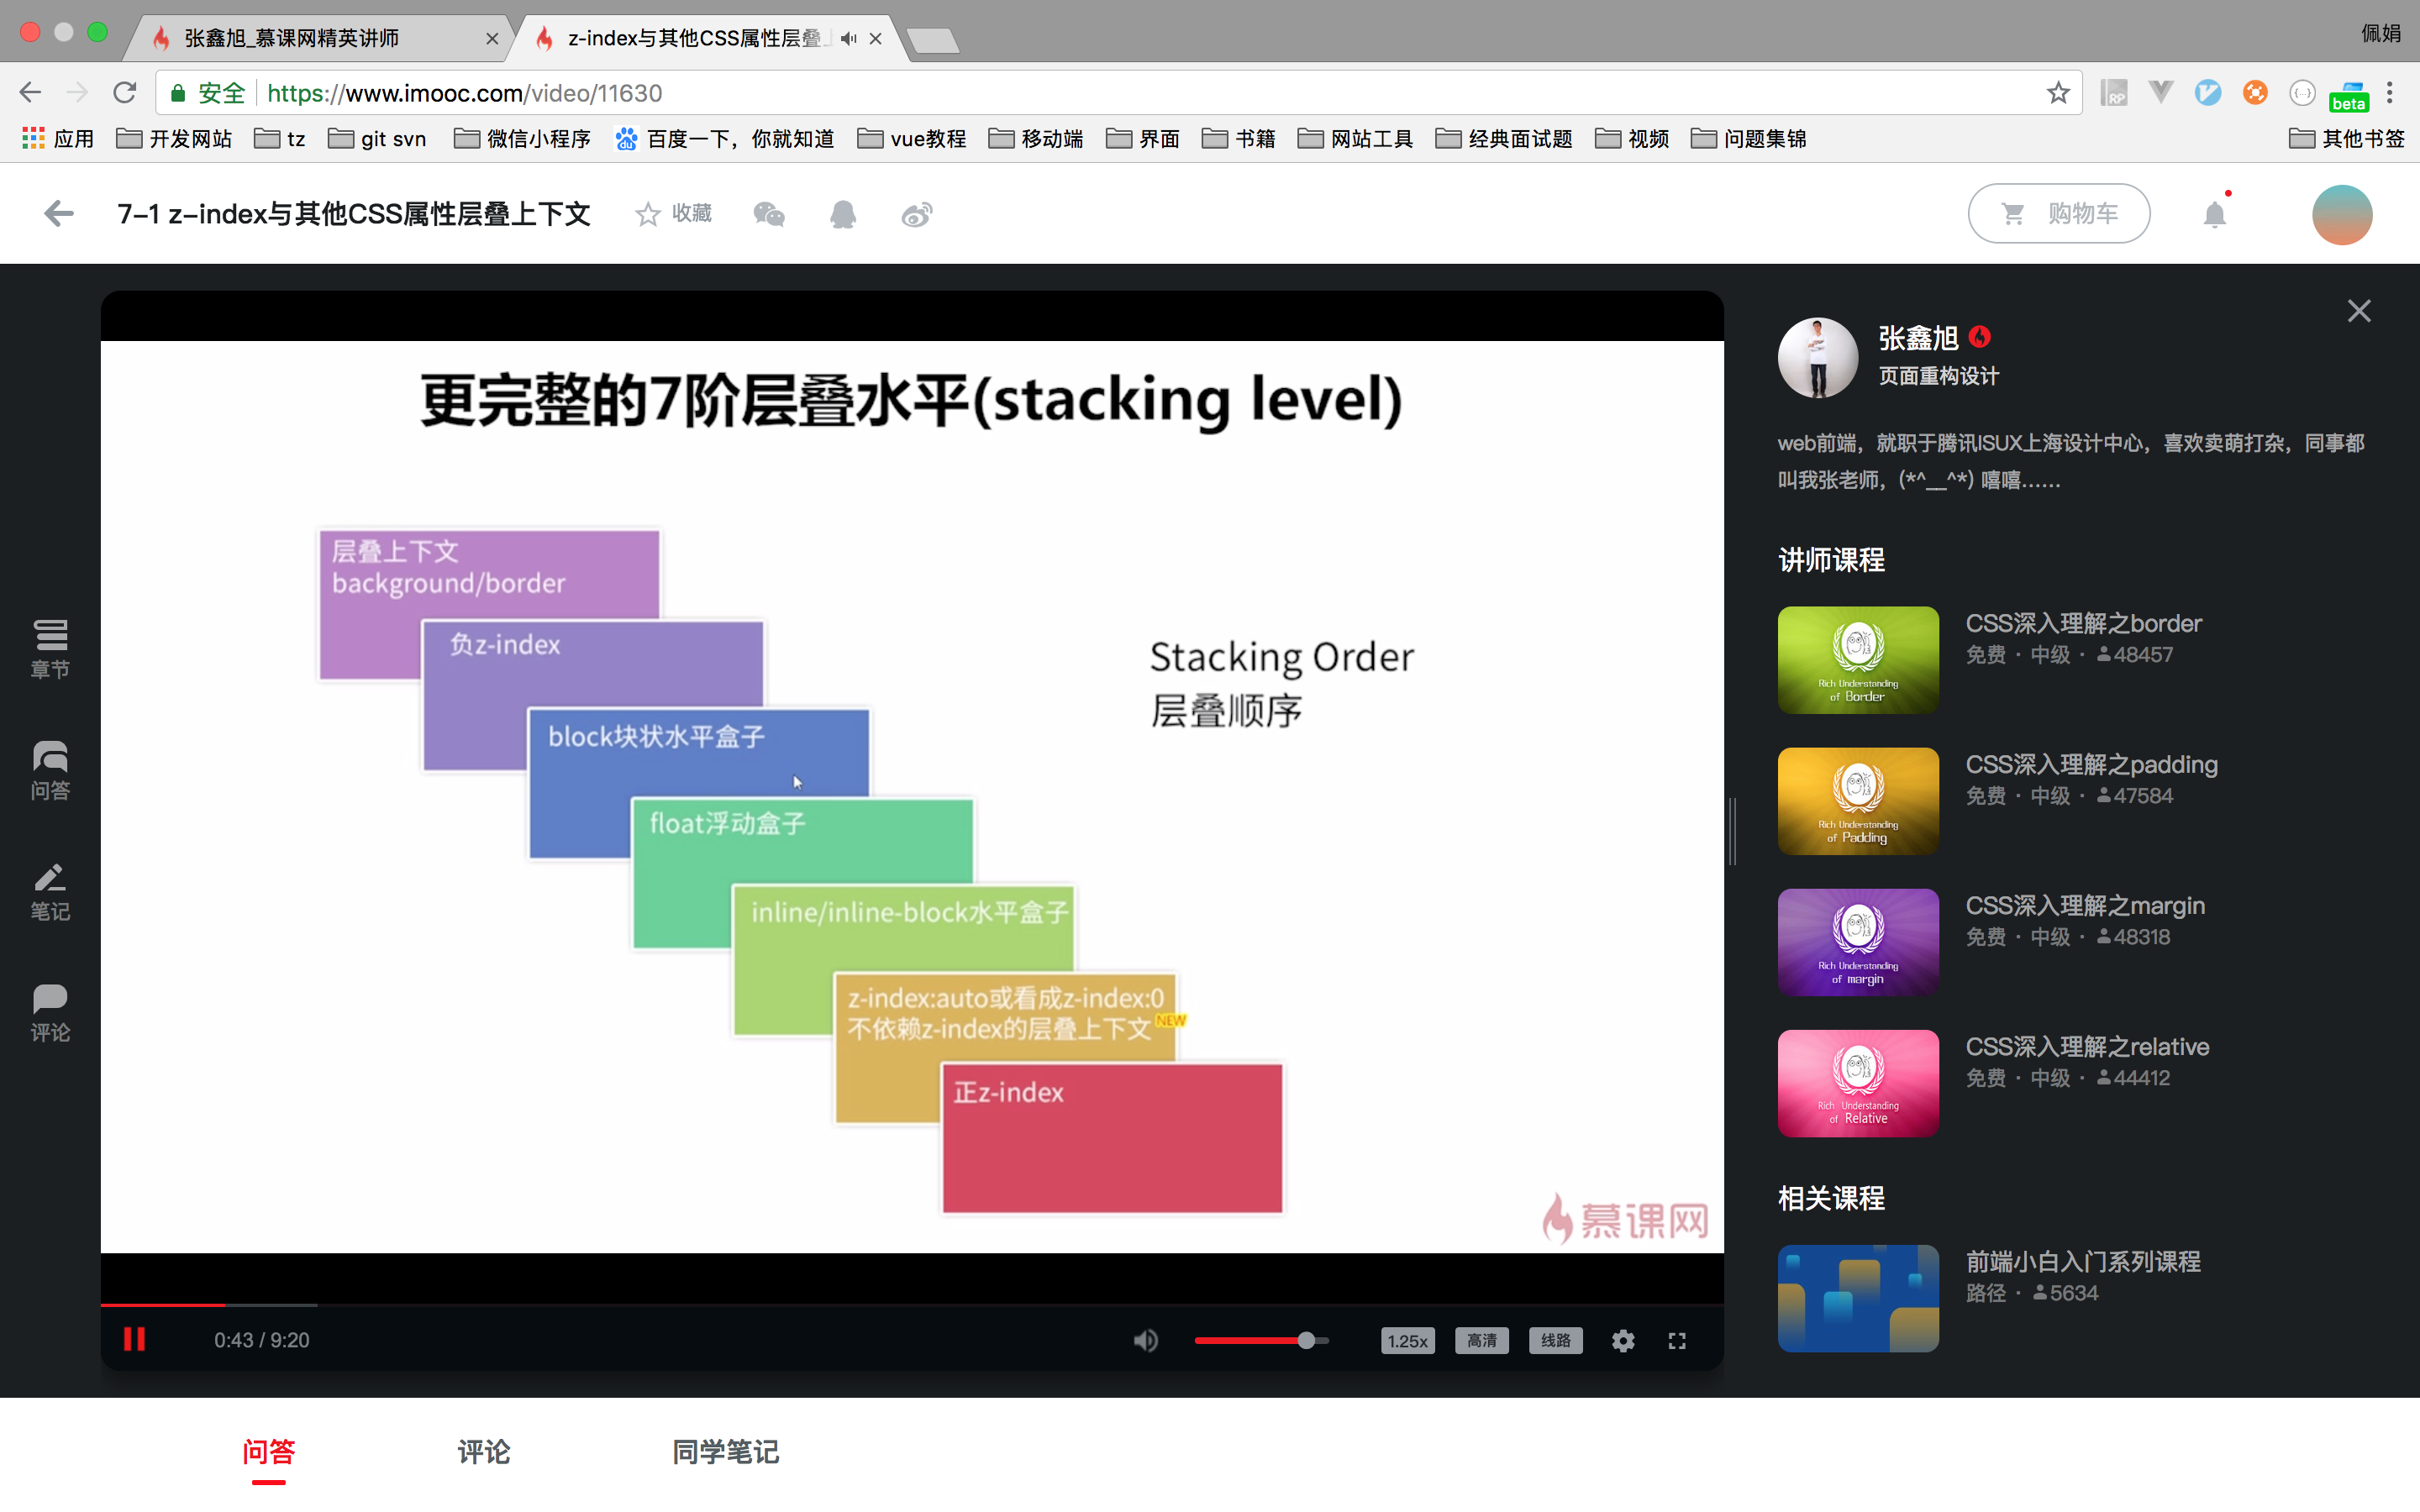 张鑫旭_慕课网精英讲师
z-index与其他CSS属性层叠上
佩娟
安全 https://www.imooc.com/video/11630
beta
应用 开发网站 tz git svn 微信小程序 百度一下，你就知道 vue教程 移动端 界面 书籍 网站工具 经典面试题 视频 问题集锦 其他书签
7-1 z-index与其他CSS属性层叠上下文 收藏 购物车
章节
问答
笔记
评论
更完整的7阶层叠水平(stacking level)
层叠上下文
background/border
负z-index
block块状水平盒子
float浮动盒子
inline/inline-block水平盒子
z-index:auto或看成z-index:0
不依赖z-index的层叠上下文 NEW
正z-index
Stacking Order
层叠顺序
慕课网
0:43 / 9:20 1.25x 高清 线路
张鑫旭
页面重构设计
web前端，就职于腾讯ISUX上海设计中心，喜欢卖萌打杂，同事都
叫我张老师，(*^__^*) 嘻嘻……
讲师课程
Rich Understanding
of Border
CSS深入理解之border
免费 · 中级 · 48457
Rich Understanding
of Padding
CSS深入理解之padding
免费 · 中级 · 47584
Rich Understanding
of margin
CSS深入理解之margin
免费 · 中级 · 48318
Rich Understanding
of Relative
CSS深入理解之relative
免费 · 中级 · 44412
相关课程
前端小白入门系列课程
路径 · 5634
问答 评论 同学笔记